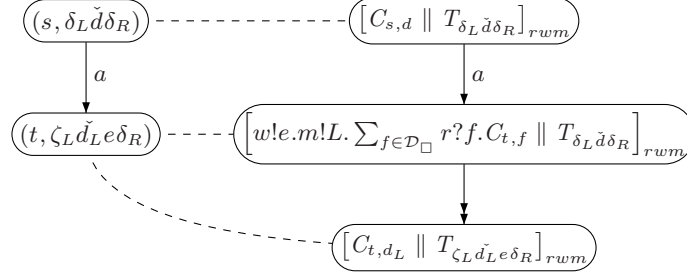 (s, δ_L ď δ_R) [C_{s,d} ∥ T_{δ_L ď δ_R}]_{rwm}
a a
(t, ζ_L ď_L e δ_R) [w!e.m!L. ∑_{f∈𝒟_□} r?f.C_{t,f} ∥ T_{δ_L ď δ_R}]_{rwm}
[C_{t,d_L} ∥ T_{ζ_L ď_L e δ_R}]_{rwm}